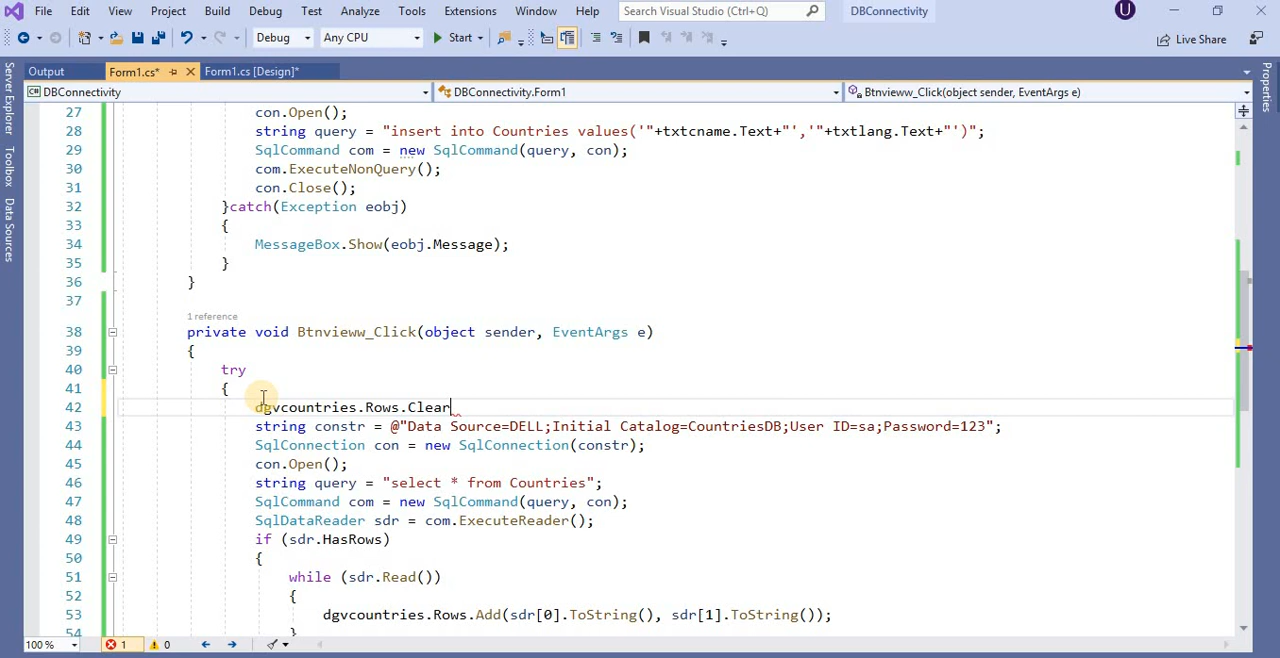 File Edit View Project Build Debug Test Analyze Tools Extensions Window Help Search Visual Studio (Ctrl+Q) DBConnectivity U
Debug Any CPU Start Live Share
Output Form1.cs* Form1.cs [Design]*
C# DBConnectivity DBConnectivity.Form1 Btnvieww_Click(object sender, EventArgs e)
Server Explorer
Toolbox
Data Sources
Properties
27 con.Open();
28 string query = "insert into Countries values('"+txtcname.Text+"','"+txtlang.Text+"')";
29 SqlCommand com = new SqlCommand(query, con);
30 com.ExecuteNonQuery();
31 con.Close();
32 }catch(Exception eobj)
33 {
34 MessageBox.Show(eobj.Message);
35 }
36 }
37
1 reference
38 private void Btnvieww_Click(object sender, EventArgs e)
39 {
40 try
41 {
42 dgvcountries.Rows.Clear
43 string constr = @"Data Source=DELL;Initial Catalog=CountriesDB;User ID=sa;Password=123";
44 SqlConnection con = new SqlConnection(constr);
45 con.Open();
46 string query = "select * from Countries";
47 SqlCommand com = new SqlCommand(query, con);
48 SqlDataReader sdr = com.ExecuteReader();
49 if (sdr.HasRows)
50 {
51 while (sdr.Read())
52 {
53 dgvcountries.Rows.Add(sdr[0].ToString(), sdr[1].ToString());
54 }
100 % 1 0